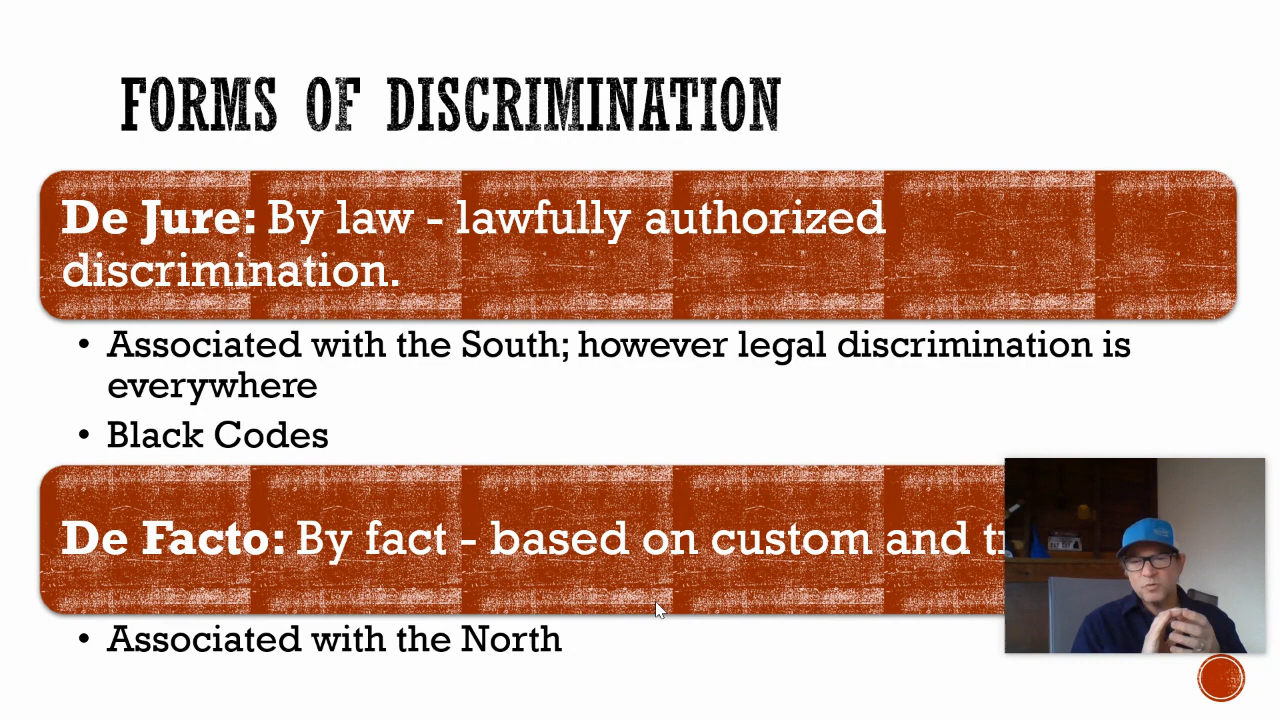 FORMS OF DISCRIMINATION
De Jure: By law - lawfully authorized
discrimination.
• Associated with the South; however legal discrimination is
everywhere
• Black Codes
De Facto: By fact - based on custom and
• Associated with the North